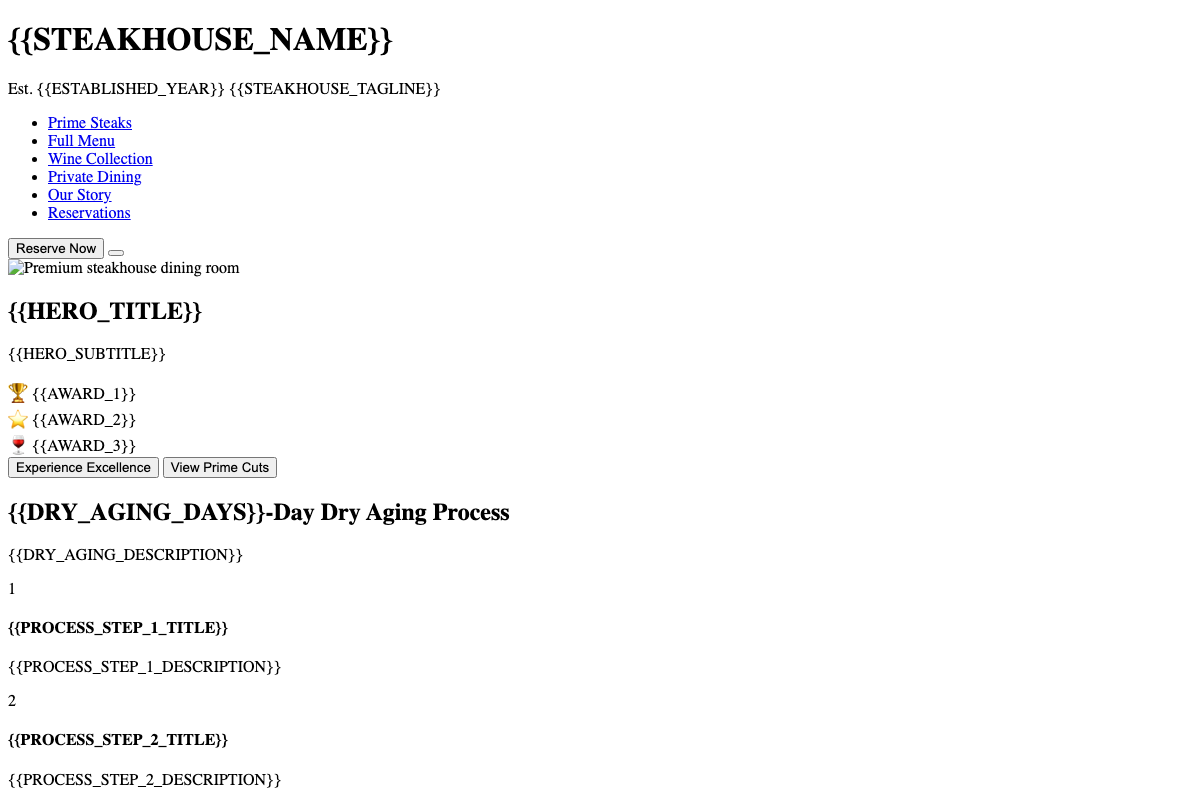 {{STEAKHOUSE_NAME}}
Est. {{ESTABLISHED_YEAR}} {{STEAKHOUSE_TAGLINE}}
Prime Steaks
Full Menu
Wine Collection
Private Dining
Our Story
Reservations
Reserve Now
Premium steakhouse dining room
{{HERO_TITLE}}
{{HERO_SUBTITLE}}
🏆 {{AWARD_1}}
⭐ {{AWARD_2}}
🍷 {{AWARD_3}}
Experience Excellence View Prime Cuts
{{DRY_AGING_DAYS}}-Day Dry Aging Process
{{DRY_AGING_DESCRIPTION}}
1
{{PROCESS_STEP_1_TITLE}}
{{PROCESS_STEP_1_DESCRIPTION}}
2
{{PROCESS_STEP_2_TITLE}}
{{PROCESS_STEP_2_DESCRIPTION}}